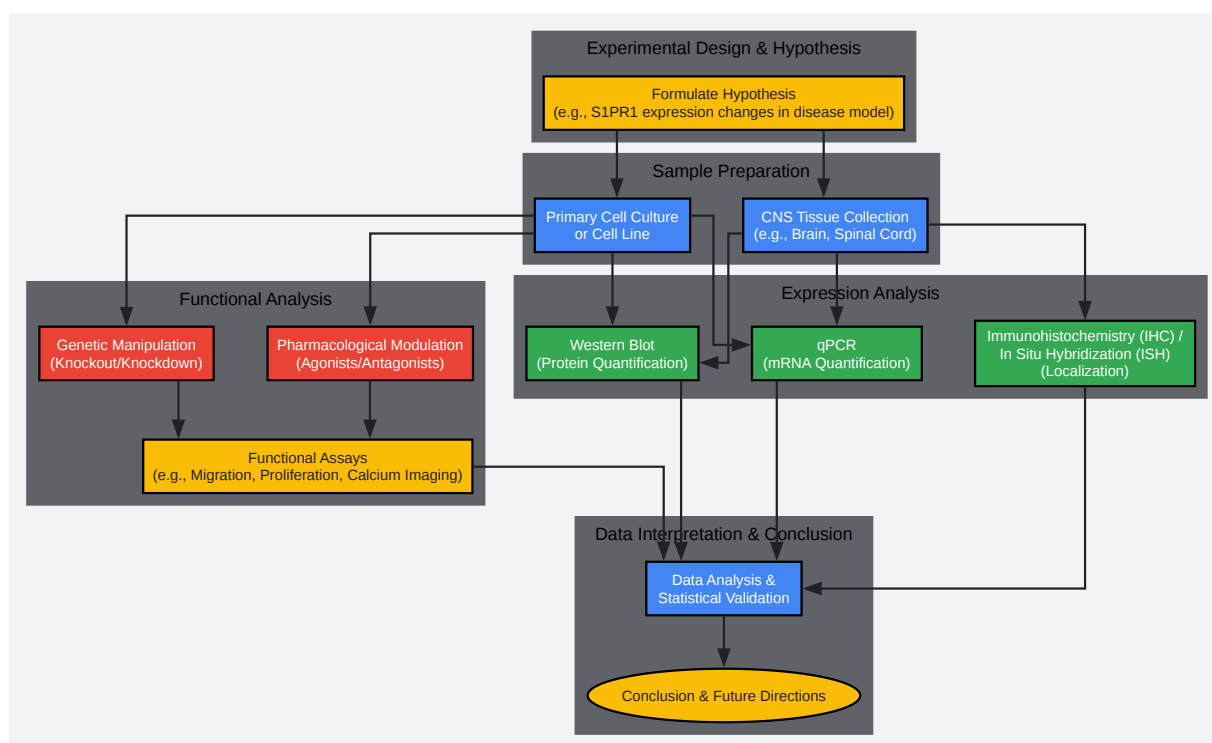 Experimental Design & Hypothesis
Formulate Hypothesis
(e.g., S1PR1 expression changes in disease model)
Sample Preparation
Primary Cell Culture
or Cell Line
CNS Tissue Collection
(e.g., Brain, Spinal Cord)
Functional Analysis
Genetic Manipulation
(Knockout/Knockdown)
Pharmacological Modulation
(Agonists/Antagonists)
Functional Assays
(e.g., Migration, Proliferation, Calcium Imaging)
Expression Analysis
Western Blot
(Protein Quantification)
qPCR
(mRNA Quantification)
Immunohistochemistry (IHC) /
In Situ Hybridization (ISH)
(Localization)
Data Interpretation & Conclusion
Data Analysis &
Statistical Validation
Conclusion & Future Directions